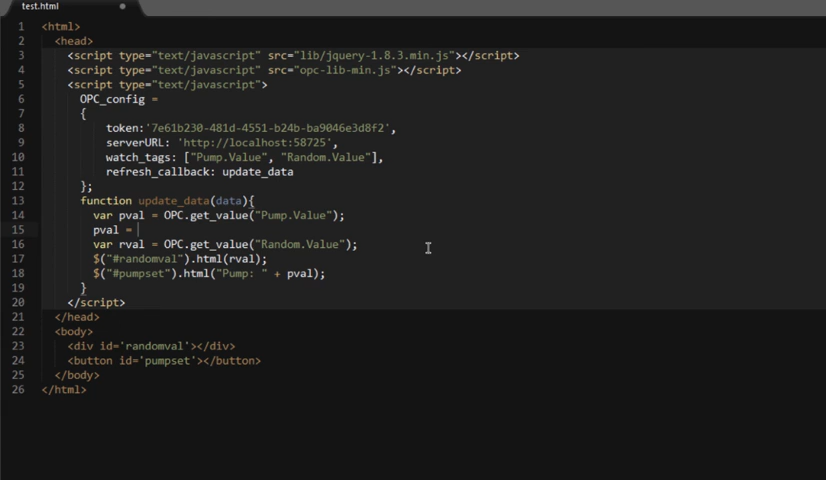 test.html
1 <html>
2 <head>
3 <script type="text/javascript" src="lib/jquery-1.8.3.min.js"></script>
4 <script type="text/javascript" src="opc-lib-min.js"></script>
5 <script type="text/javascript">
6 OPC_config =
7 {
8 token:'7e61b230-481d-4551-b24b-ba9046e3d8f2',
9 serverURL: 'http://localhost:58725',
10 watch_tags: ["Pump.Value", "Random.Value"],
11 refresh_callback: update_data
12 };
13 function update_data(data){
14 var pval = OPC.get_value("Pump.Value");
15 pval =
16 var rval = OPC.get_value("Random.Value");
17 $("#randomval").html(rval);
18 $("#pumpset").html("Pump: " + pval);
19 }
20 </script>
21 </head>
22 <body>
23 <div id='randomval'></div>
24 <button id='pumpset'></button>
25 </body>
26 </html>